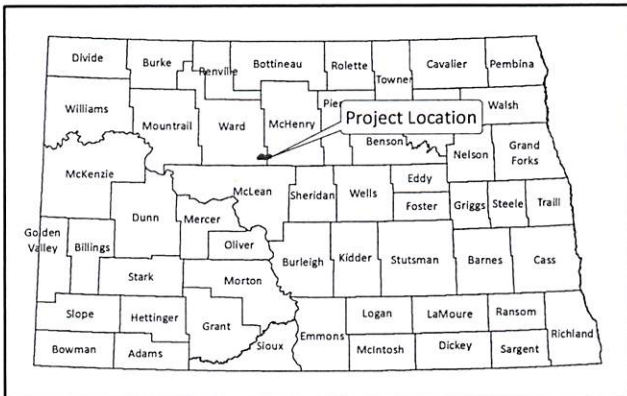 Divide
Burke
Renville
Bottineau
Rolette
Towner
Cavalier
Pembina
Williams
Mountrail
Ward
McHenry
Pier
Project Location
Walsh
Benson
Nelson
Grand
Forks
McKenzie
McLean
Sheridan
Wells
Eddy
Foster
Griggs
Steele
Traill
Dunn
Mercer
Oliver
Golden
Valley
Billings
Burleigh
Kidder
Stutsman
Barnes
Cass
Stark
Morton
Slope
Hettinger
Grant
Sioux
Emmons
Logan
LaMoure
Ransom
Richland
Bowman
Adams
McIntosh
Dickey
Sargent